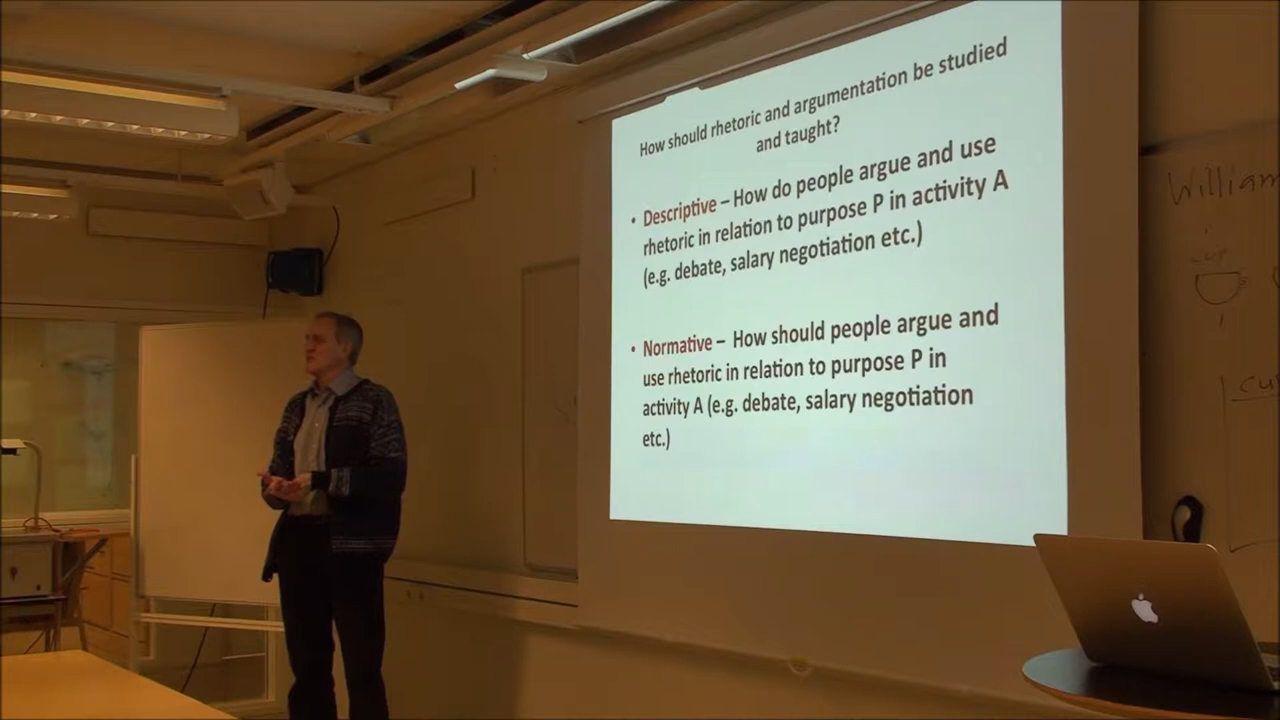 How should rhetoric and argumentation be studied
and taught?
• Descriptive – How do people argue and use
rhetoric in relation to purpose P in activity A
(e.g. debate, salary negotiation etc.)
• Normative – How should people argue and
use rhetoric in relation to purpose P in
activity A (e.g. debate, salary negotiation
etc.)
William
cup